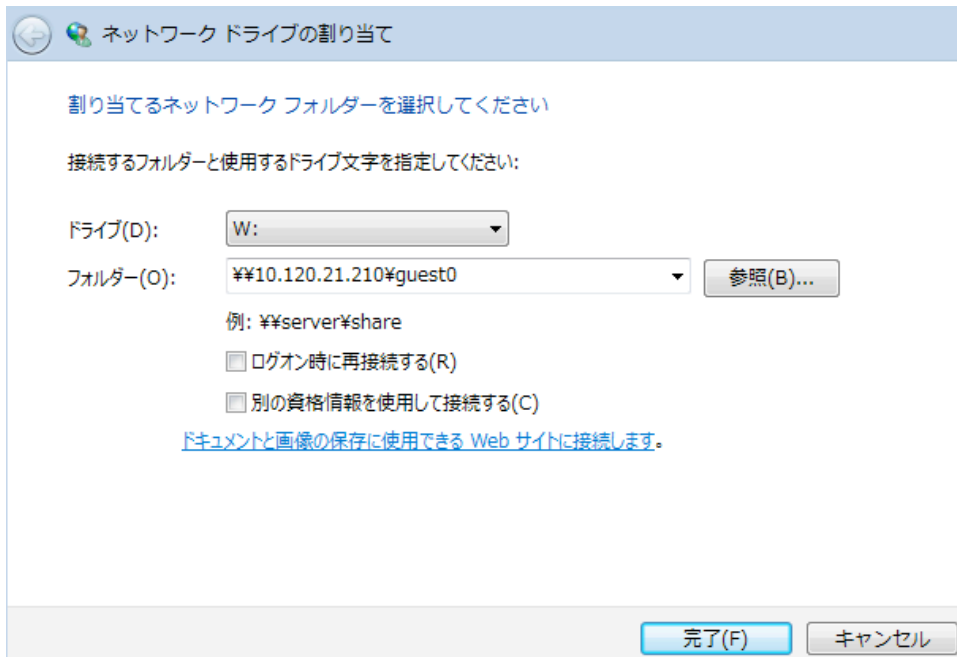 ネットワーク ドライブの割り当て
割り当てるネットワーク フォルダーを選択してください
接続するフォルダーと使用するドライブ文字を指定してください:
ドライブ(D): W:
フォルダー(O): ¥¥10.120.21.210¥guest0 参照(B)...
例: ¥¥server¥share
ログオン時に再接続する(R)
別の資格情報を使用して接続する(C)
ドキュメントと画像の保存に使用できる Web サイトに接続します。
完了(F) キャンセル